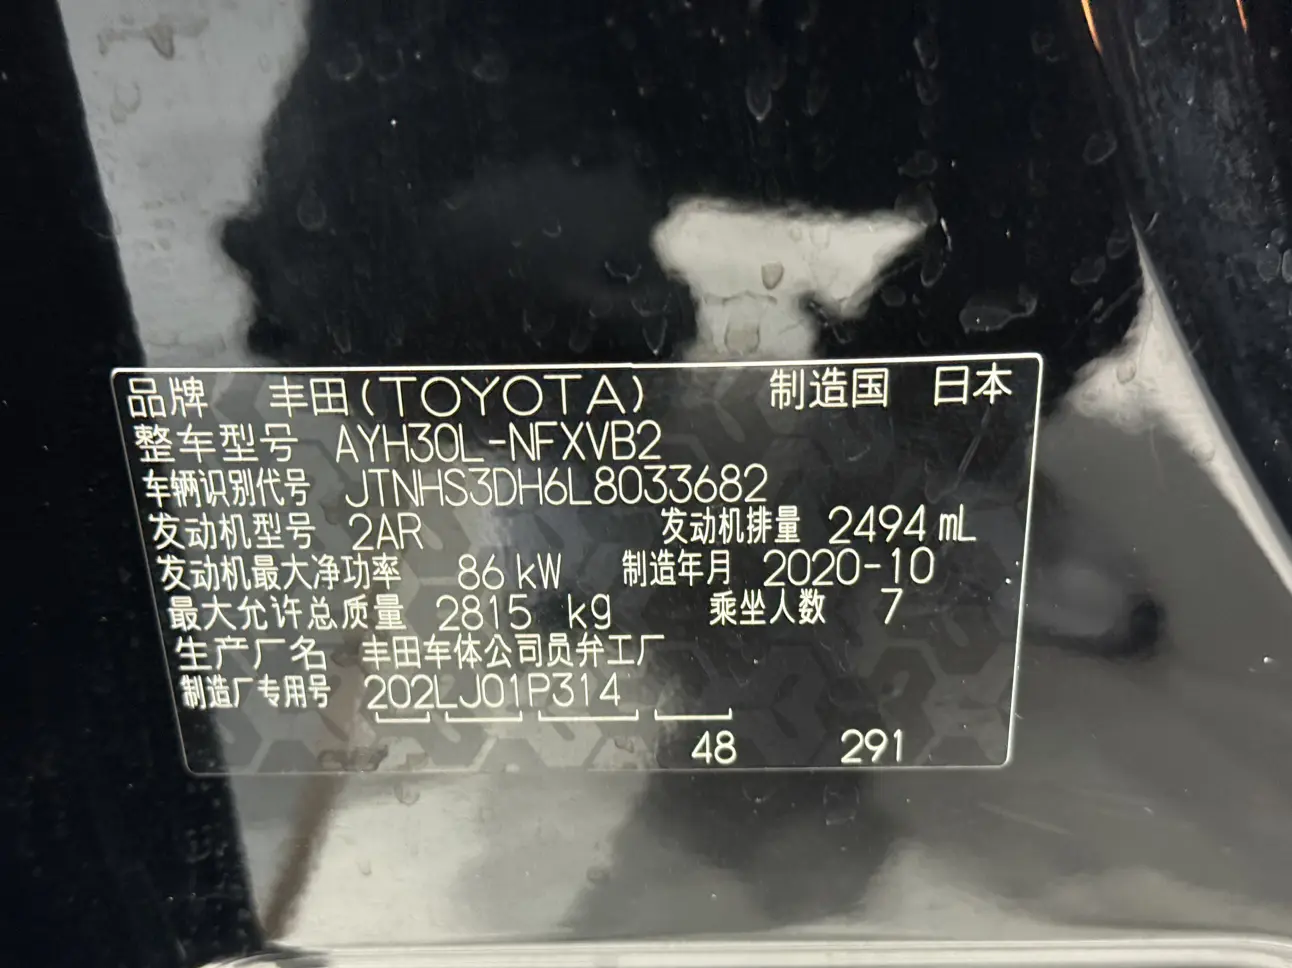 品牌 丰田(TOYOTA) 制造国 日本
整车型号 AYH30L-NFXVB2
车辆识别代号 JTNHS3DH6L8033682
发动机型号 2AR 发动机排量 2494 mL
发动机最大净功率 86 kW 制造年月 2020-10
最大允许总质量 2815 kg 乘坐人数 7
生产厂名 丰田车体公司员弁工厂
制造厂专用号 202LJ01P314
48 291